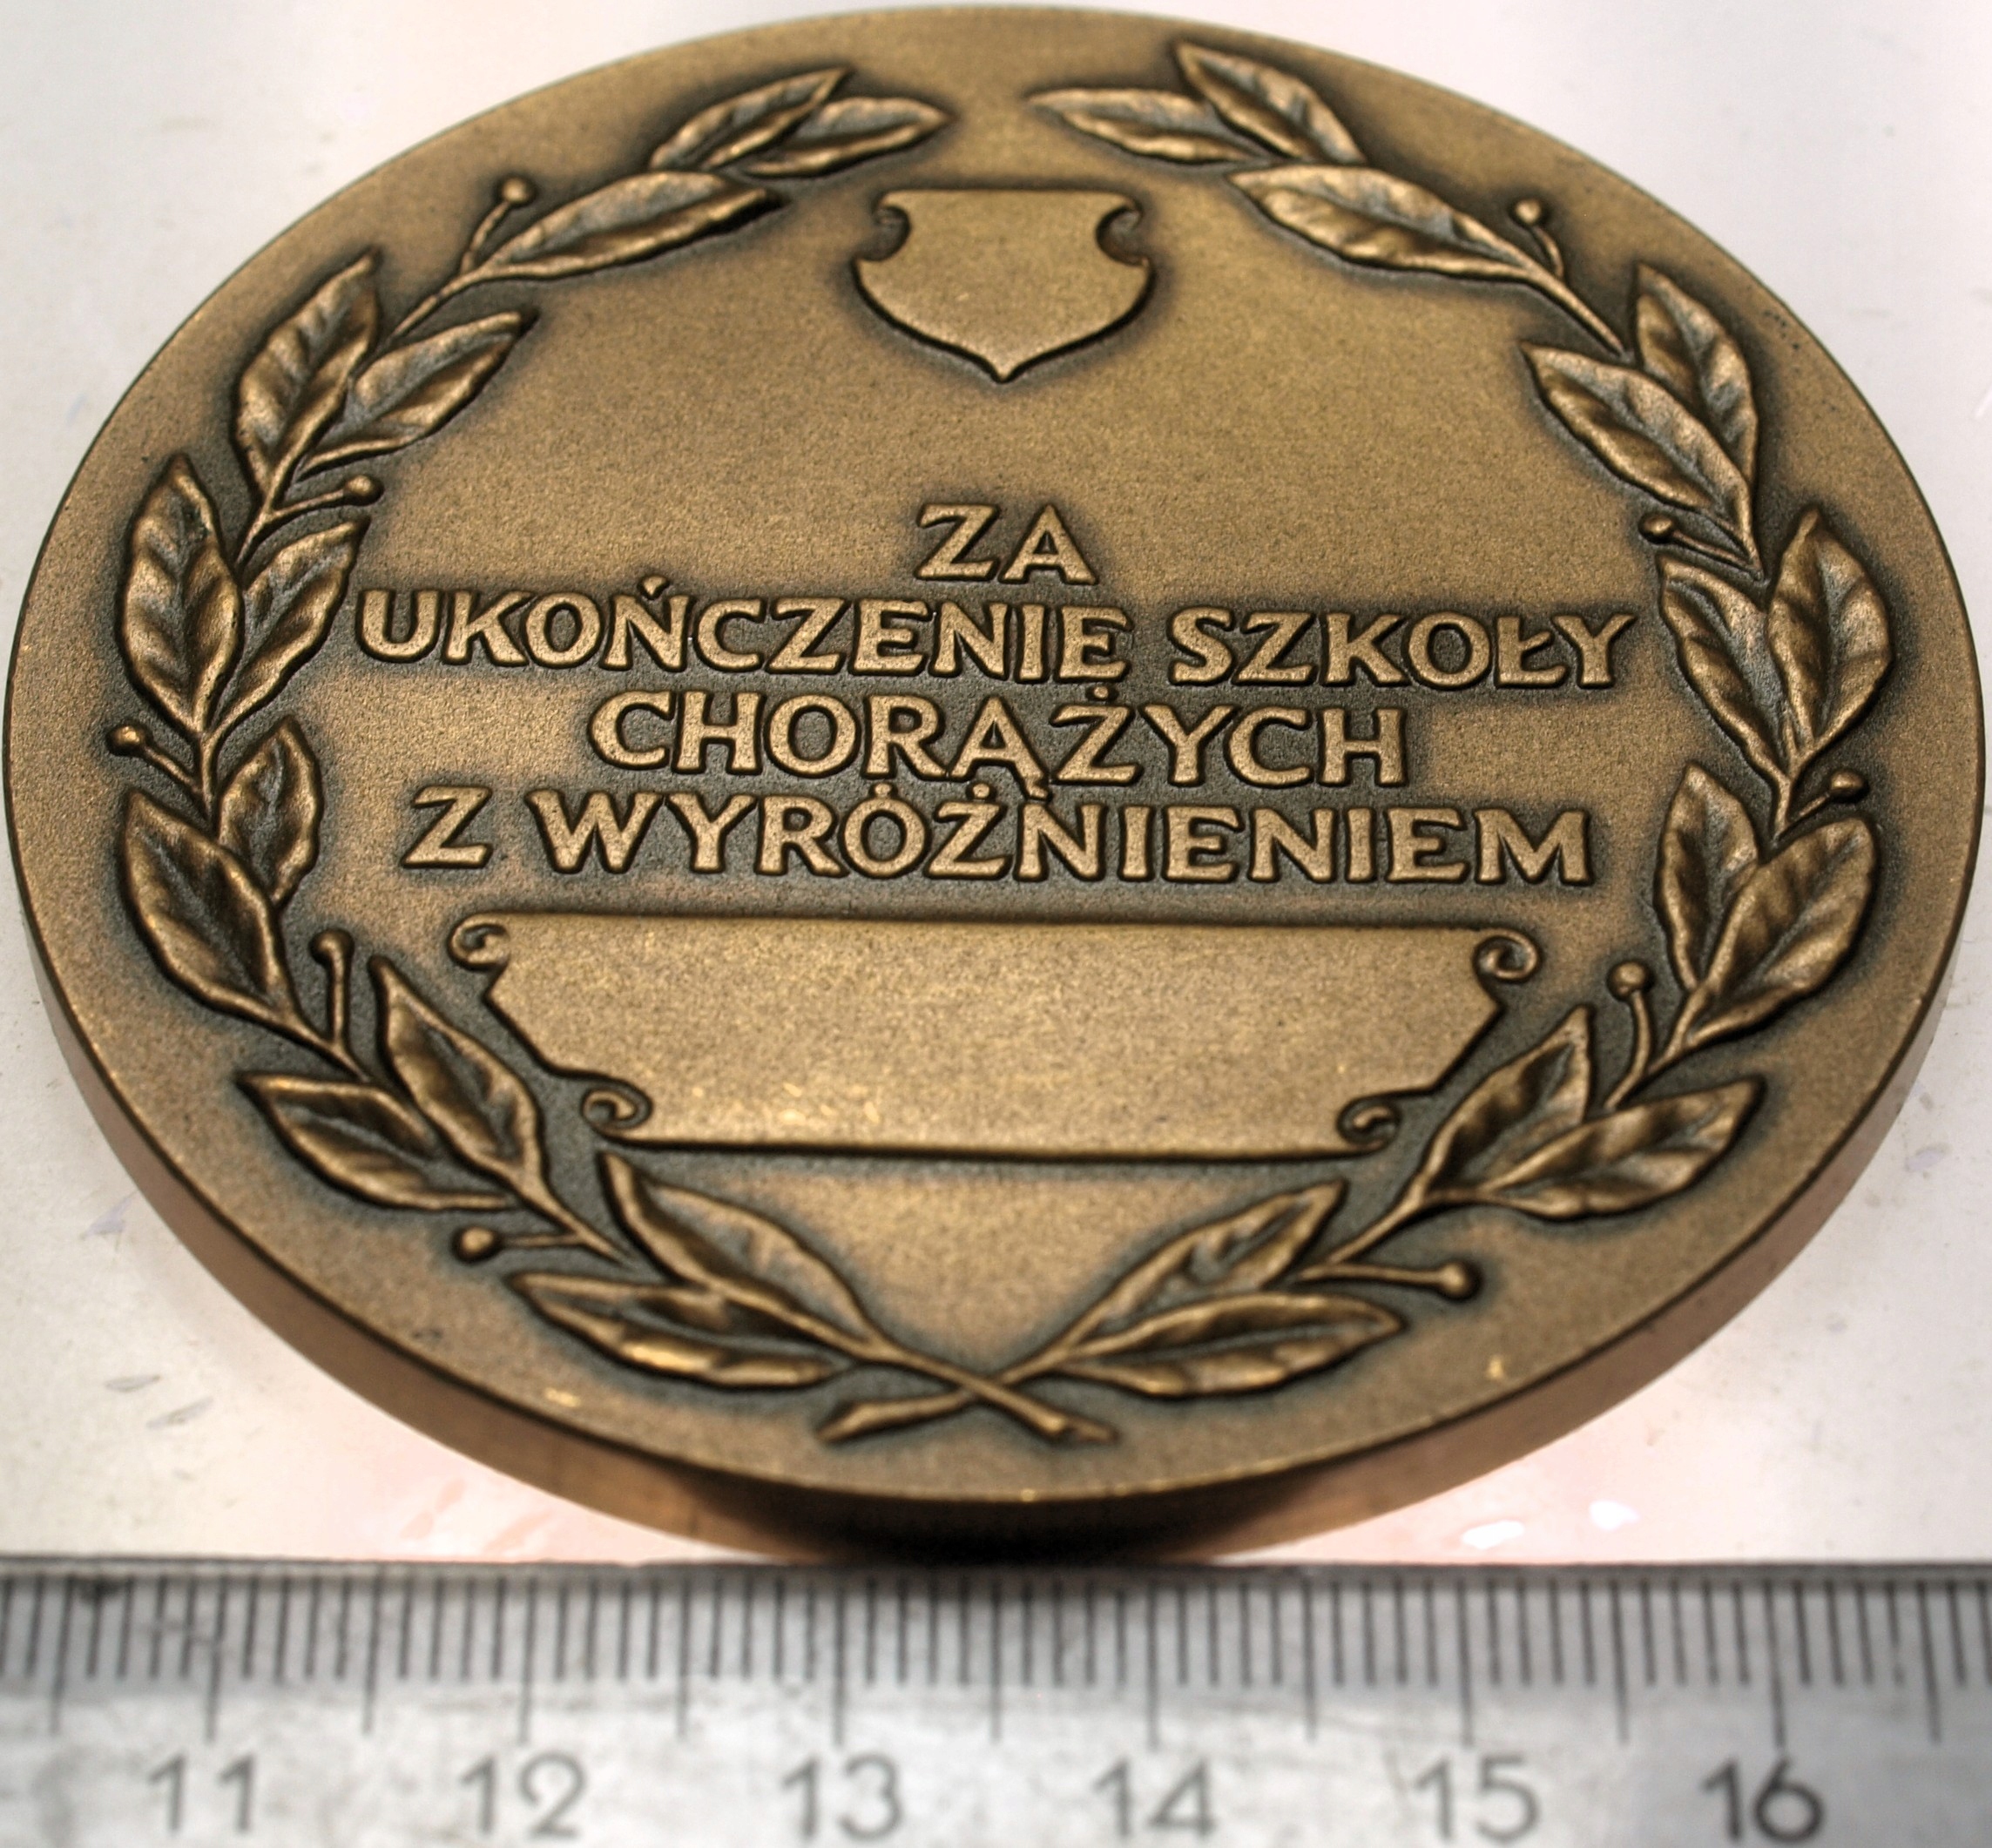 ZA
UKOŃCZENIE SZKOŁY
CHORĄŻYCH
Z WYRÓŻNIENIEM
11 12 13 14 15 16